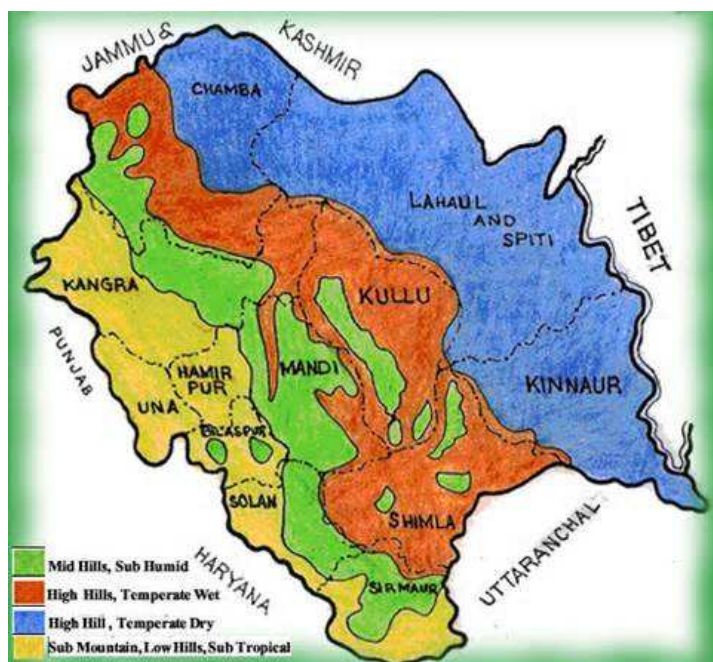 JAMMU &
KASHMIR
CHAMBA
LAHAUL
AND
SPITI
TIBET
KANGRA
KULLU
PUNJAB
HAMIR
PUR
MANDI
KINNAUR
UNA
BILASPUR
SOLAN
SHIMLA
HARYANA
UTTARANCHAL
SIRMAUR
Mid Hills, Sub Humid
High Hills, Temperate Wet
High Hill , Temperate Dry
Sub Mountain, Low Hills, Sub Tropical